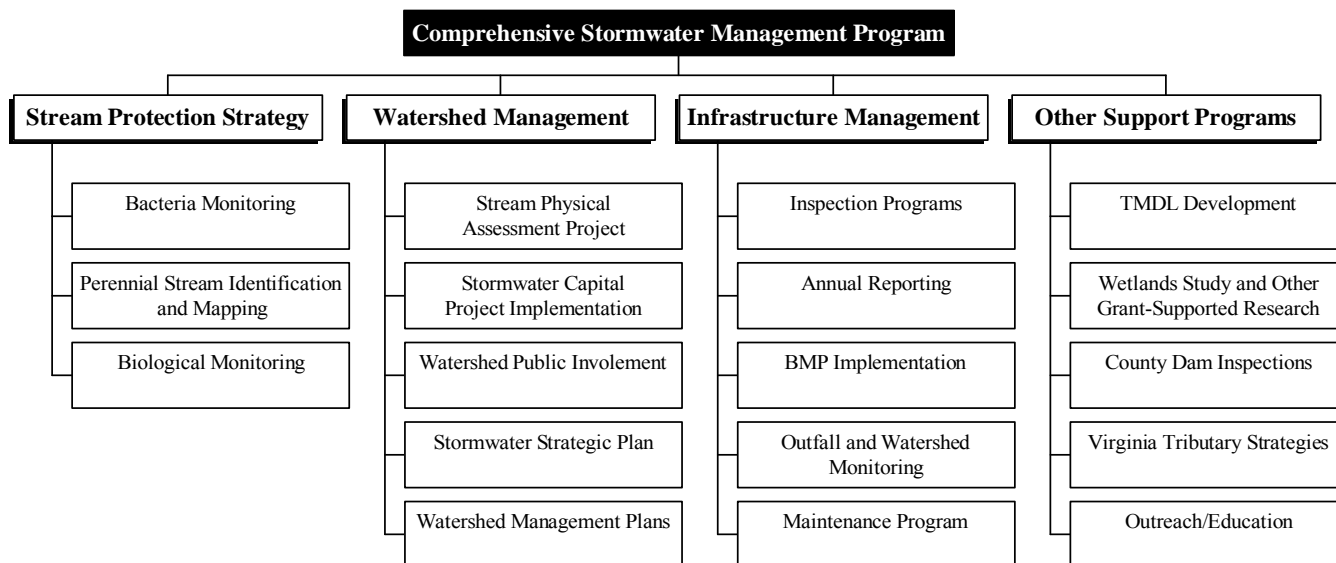 Comprehensive Stormwater Management Program
Stream Protection Strategy
Bacteria Monitoring
Perennial Stream Identification
and Mapping
Biological Monitoring
Watershed Management
Stream Physical
Assessment Project
Stormwater Capital
Project Implementation
Watershed Public Involement
Stormwater Strategic Plan
Watershed Management Plans
Infrastructure Management
Inspection Programs
Annual Reporting
BMP Implementation
Outfall and Watershed
Monitoring
Maintenance Program
Other Support Programs
TMDL Development
Wetlands Study and Other
Grant-Supported Research
County Dam Inspections
Virginia Tributary Strategies
Outreach/Education